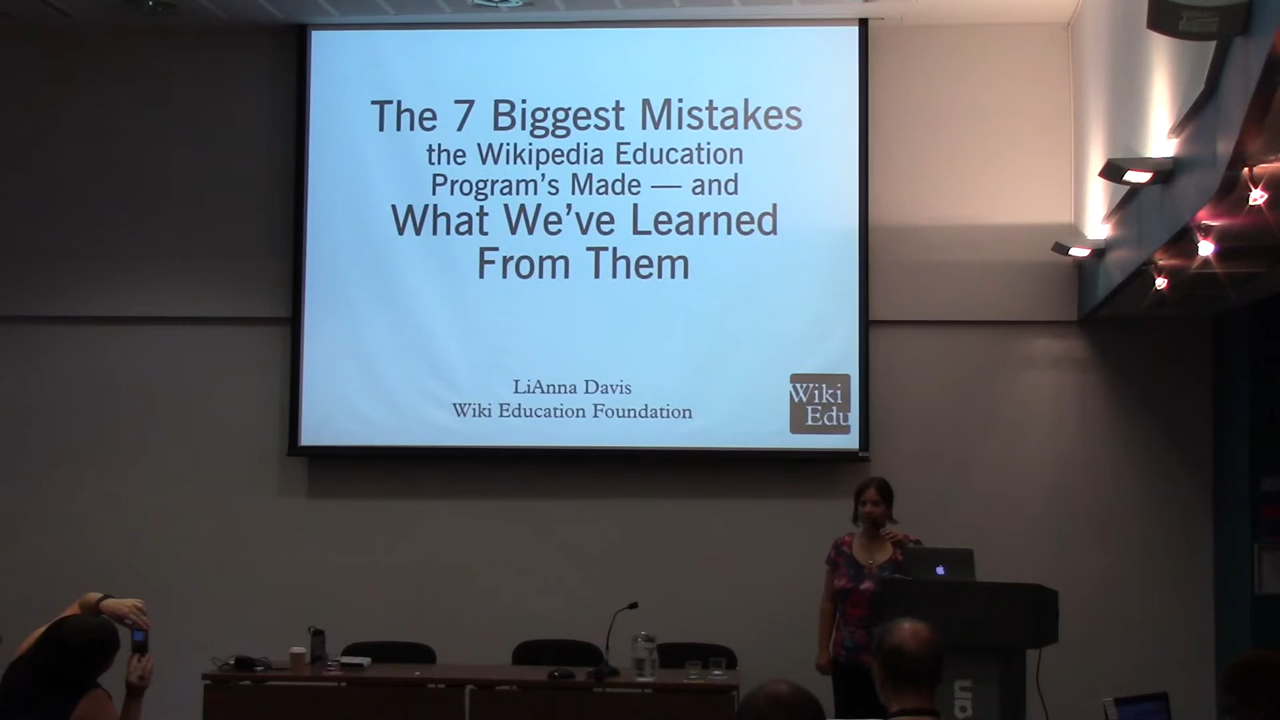 The 7 Biggest Mistakes
the Wikipedia Education
Program's Made — and
What We've Learned
From Them
LiAnna Davis
Wiki Education Foundation
Wiki
Edu
an